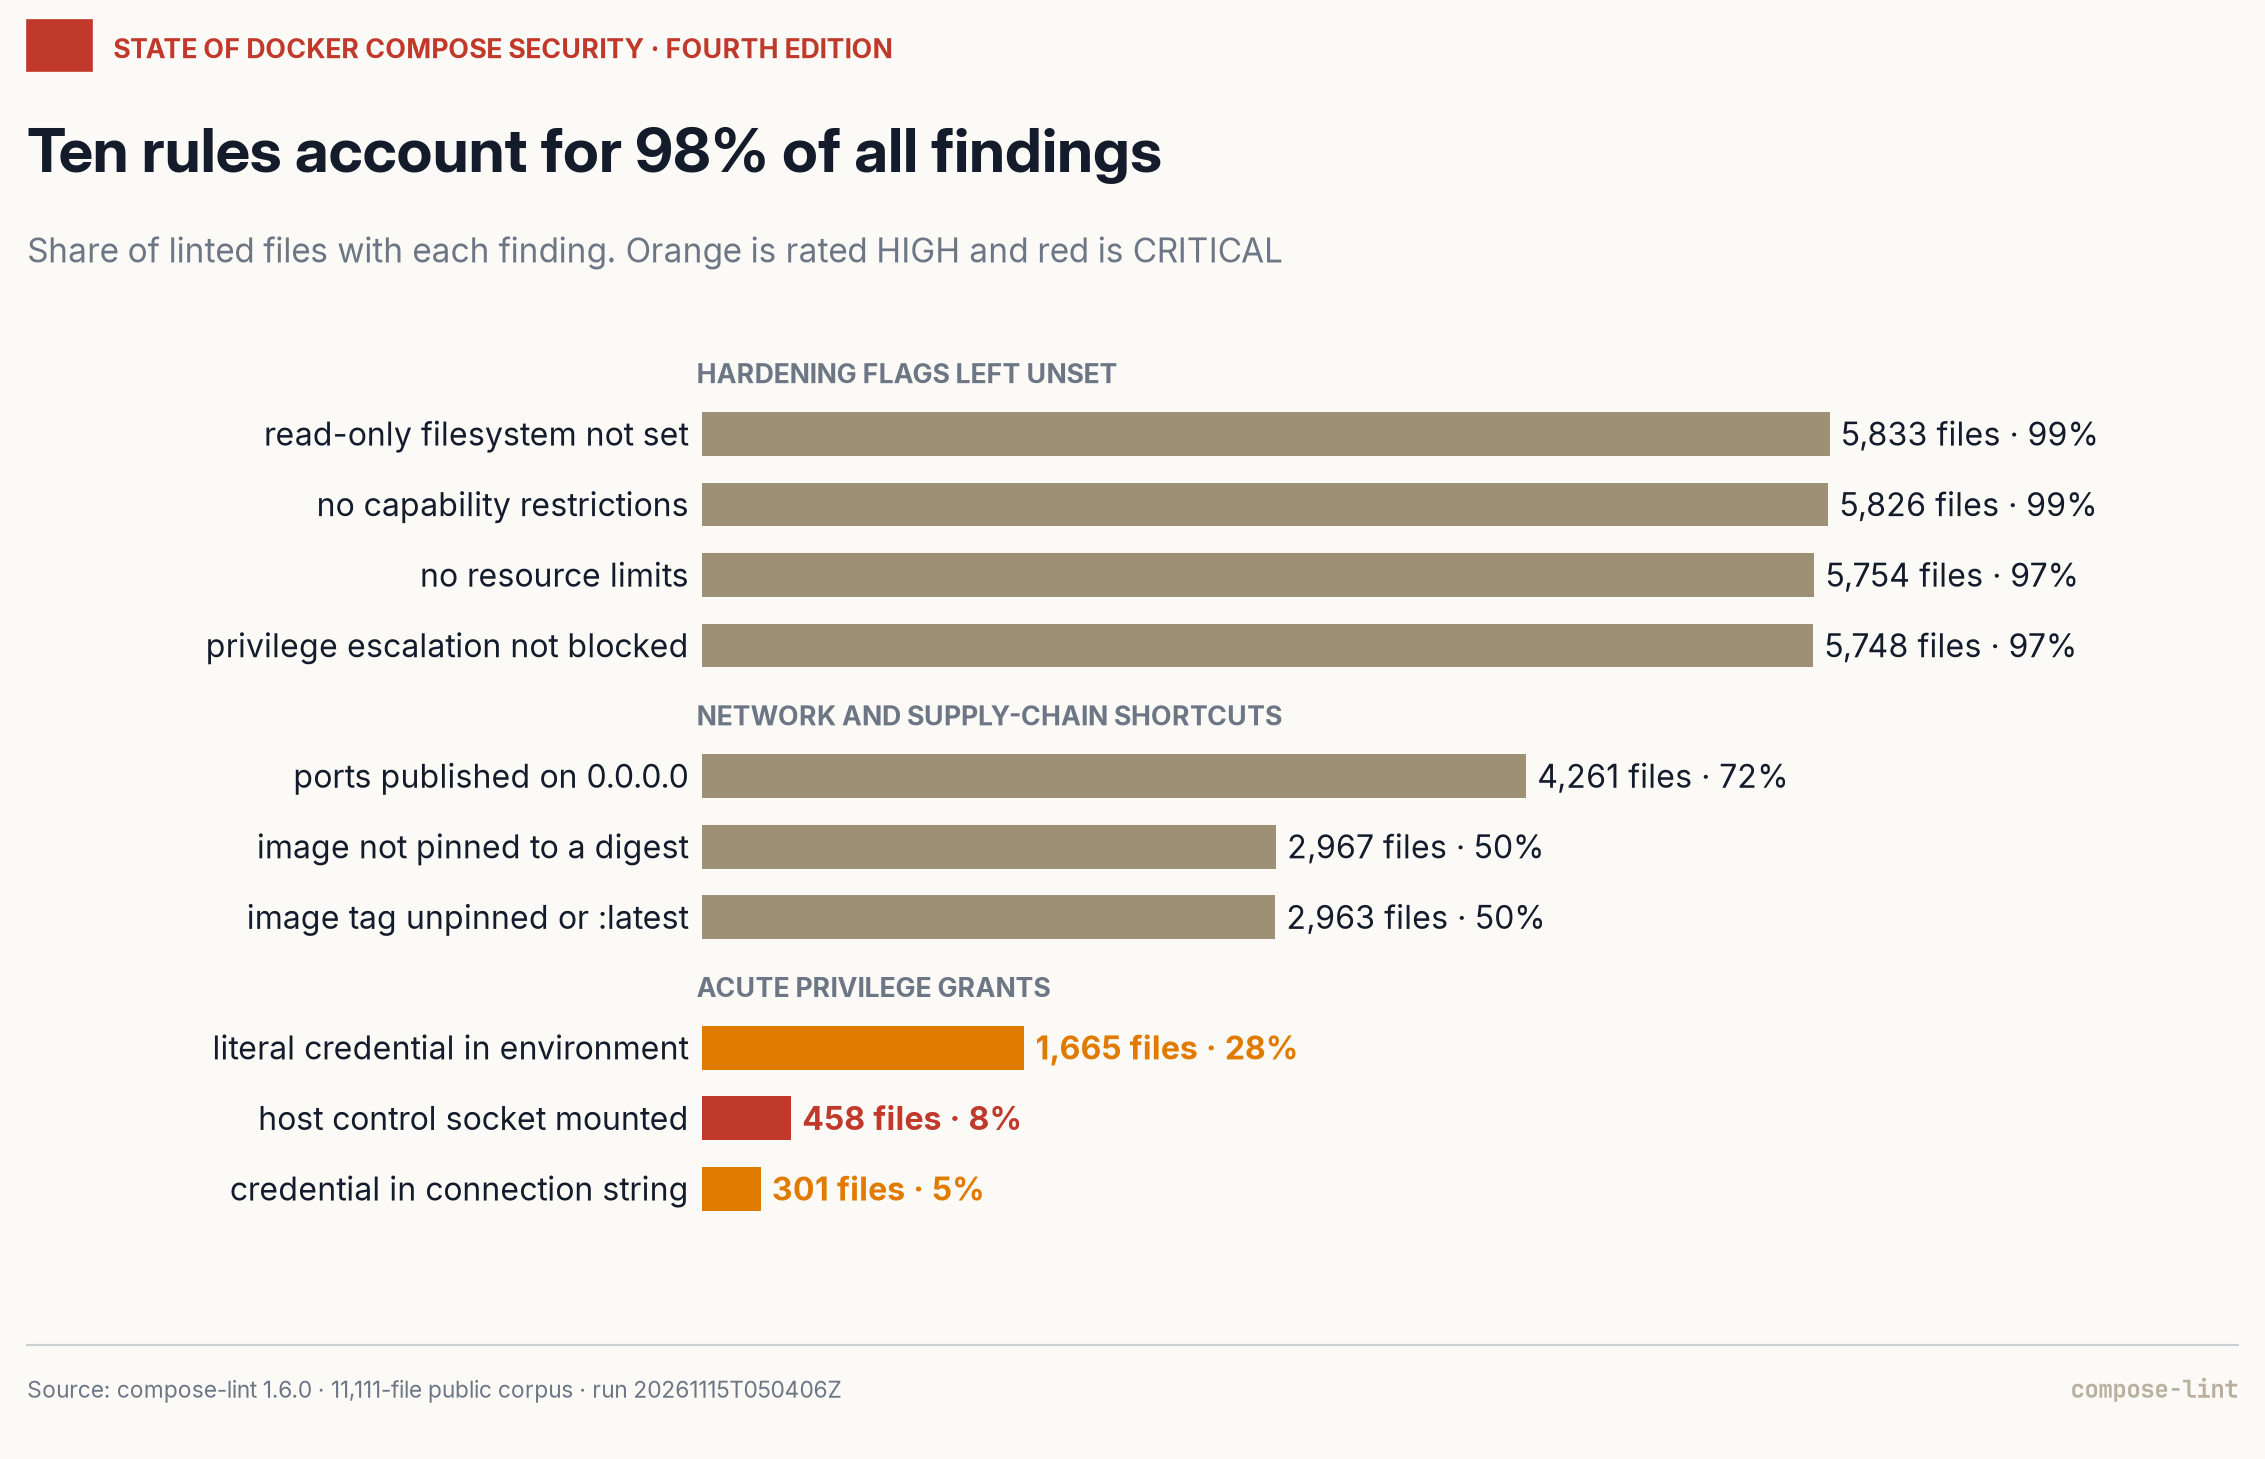 STATE OF DOCKER COMPOSE SECURITY · FOURTH EDITION
Ten rules account for 98% of all findings
Share of linted files with each finding. Orange is rated HIGH and red is CRITICAL
HARDENING FLAGS LEFT UNSET
read-only filesystem not set 5,833 files · 99%
no capability restrictions 5,826 files · 99%
no resource limits 5,754 files · 97%
privilege escalation not blocked 5,748 files · 97%
NETWORK AND SUPPLY-CHAIN SHORTCUTS
ports published on 0.0.0.0 4,261 files · 72%
image not pinned to a digest 2,967 files · 50%
image tag unpinned or :latest 2,963 files · 50%
ACUTE PRIVILEGE GRANTS
literal credential in environment 1,665 files · 28%
host control socket mounted 458 files · 8%
credential in connection string 301 files · 5%
Source: compose-lint 1.6.0 · 11,111-file public corpus · run 20261115T050406Z
compose-lint